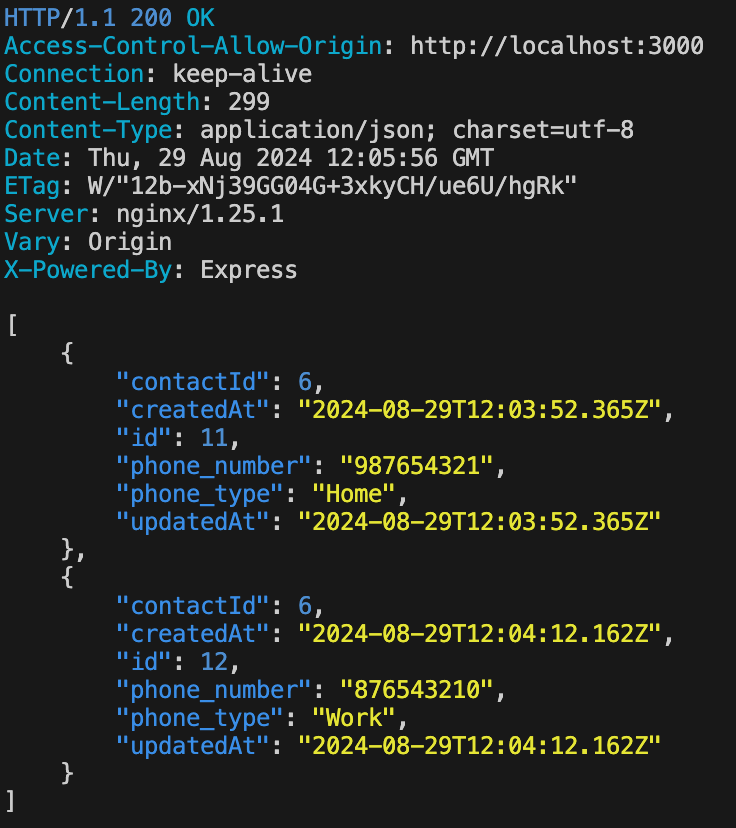 HTTP/1.1 200 OK
Access-Control-Allow-Origin: http://localhost:3000
Connection: keep-alive
Content-Length: 299
Content-Type: application/json; charset=utf-8
Date: Thu, 29 Aug 2024 12:05:56 GMT
ETag: W/"12b-xNj39GG04G+3xkyCH/ue6U/hgRk"
Server: nginx/1.25.1
Vary: Origin
X-Powered-By: Express

[
    {
        "contactId": 6,
        "createdAt": "2024-08-29T12:03:52.365Z",
        "id": 11,
        "phone_number": "987654321",
        "phone_type": "Home",
        "updatedAt": "2024-08-29T12:03:52.365Z"
    },
    {
        "contactId": 6,
        "createdAt": "2024-08-29T12:04:12.162Z",
        "id": 12,
        "phone_number": "876543210",
        "phone_type": "Work",
        "updatedAt": "2024-08-29T12:04:12.162Z"
    }
]